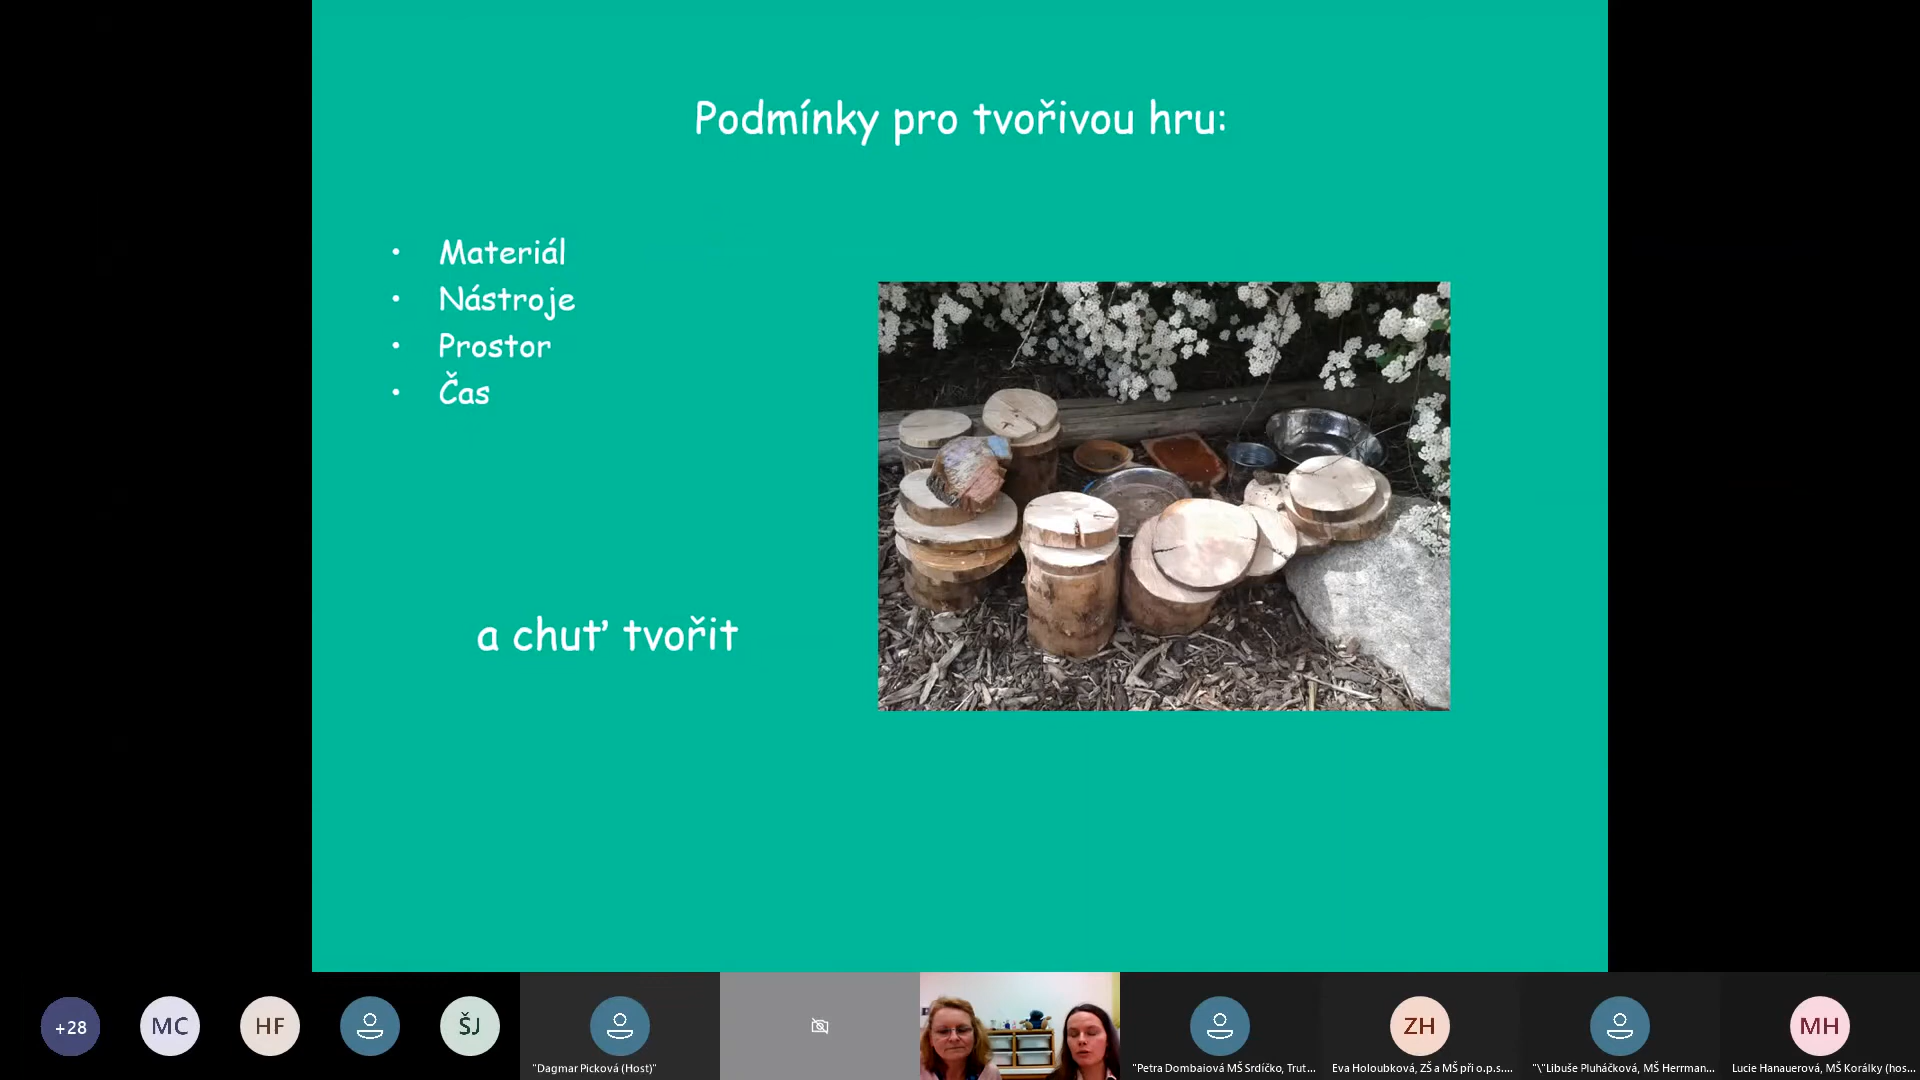 Podmínky pro tvořivou hru:
• Materiál
• Nástroje
• Prostor
• Čas
a chuť tvořit
+28
MC
HF
ŠJ
"Dagmar Picková (Host)"
"Petra Dombaiová MŠ Srdíčko, Trut...
ZH
Eva Holoubková, ZŠ a MŠ při o.p.s....
"\"Libuše Pluháčková, MŠ Herrman...
MH
Lucie Hanauerová, MŠ Korálky (hos...